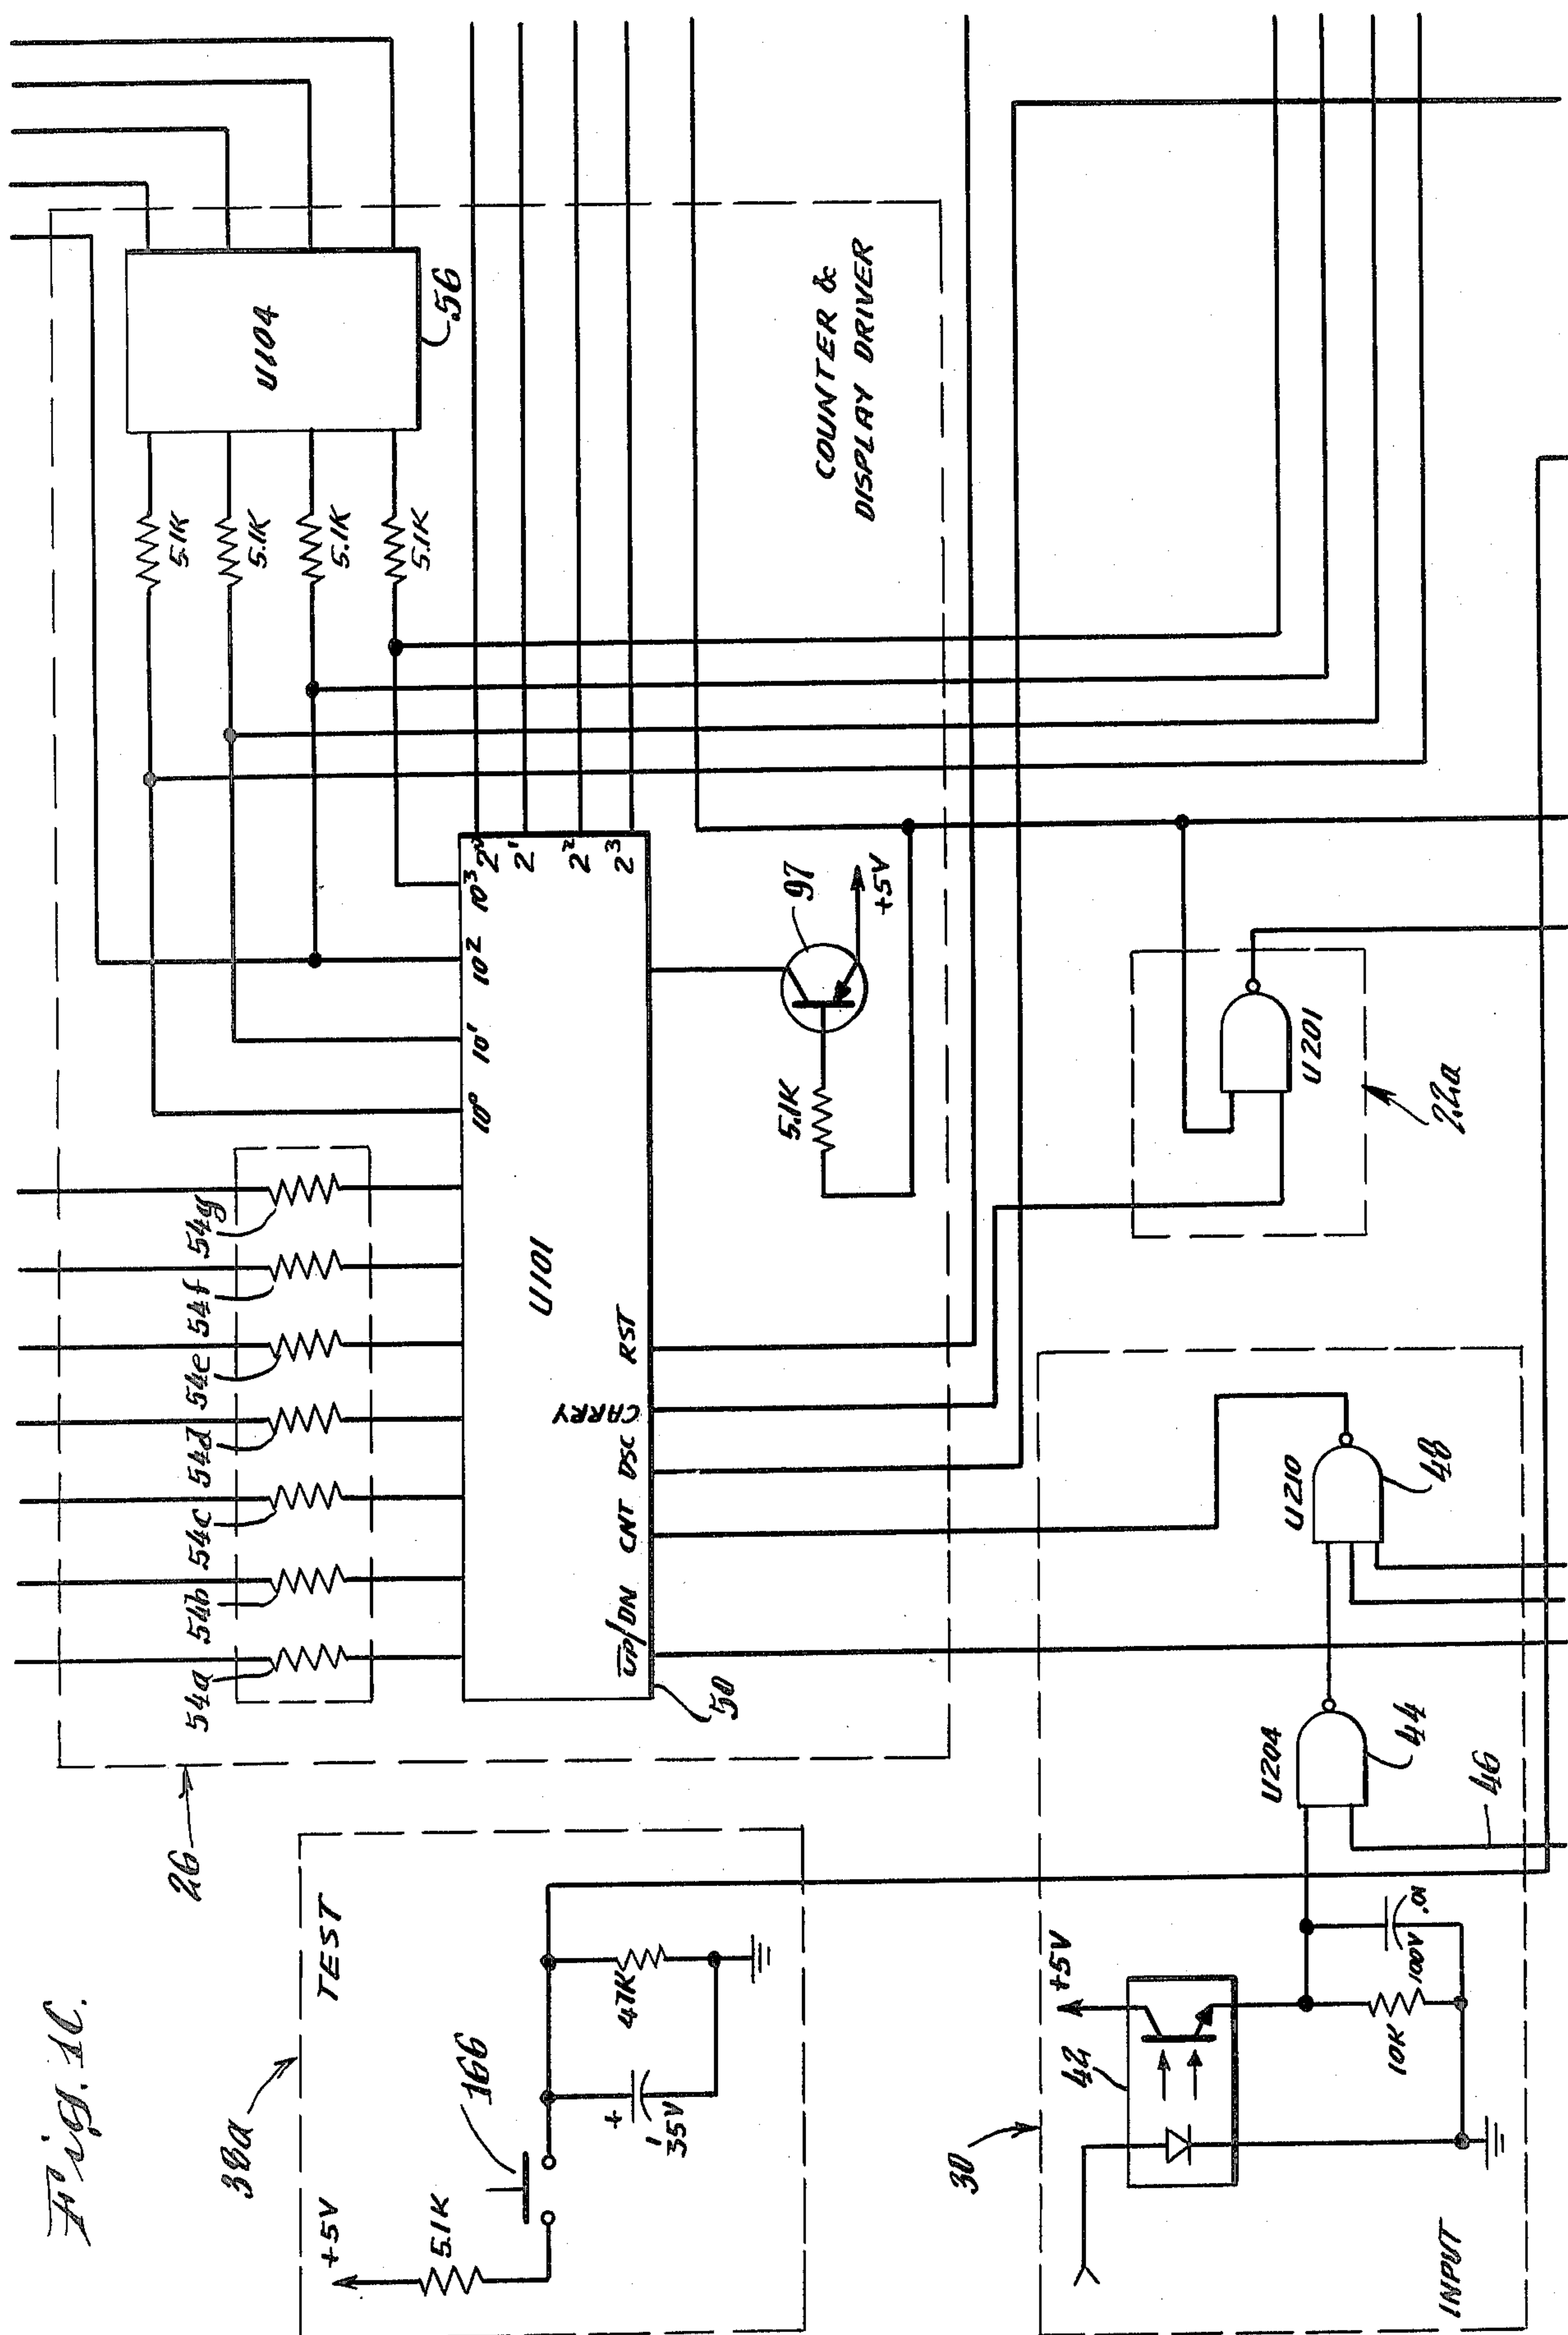 Fig. 1C.
38a
TEST
+5V
5.1K
166
+
35V
47K
26
54a
54b
54c
54d
54e
54f
54g
10⁰
10¹
10²
10³
2¹
2²
2³
U101
UP/DN
CNT
DSC
CARRY
RST
50
5.1K
5.1K
5.1K
5.1K
U104
56
5.1K
97
+5V
COUNTER &
DISPLAY DRIVER
30
INPUT
42
+5V
10K
100V
.01
U204
44
46
U210
48
U201
22a